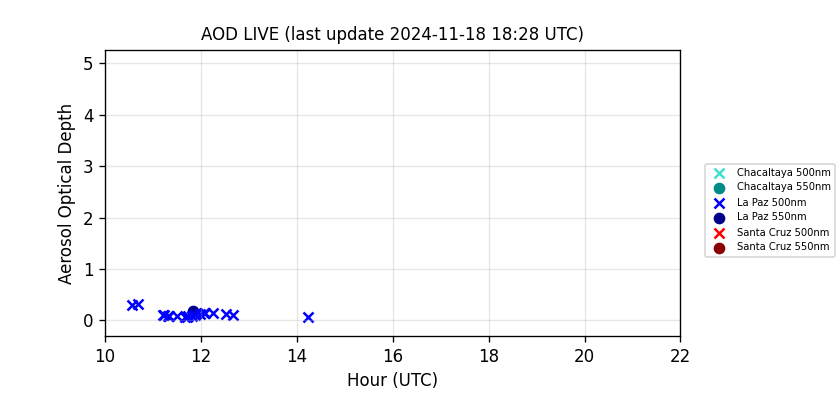 AOD LIVE (last update 2024-11-18 18:28 UTC)
5
4
3
2
1
0
Aerosol Optical Depth
10 12 14 16 18 20 22
Hour (UTC)
Chacaltaya 500nm
Chacaltaya 550nm
La Paz 500nm
La Paz 550nm
Santa Cruz 500nm
Santa Cruz 550nm